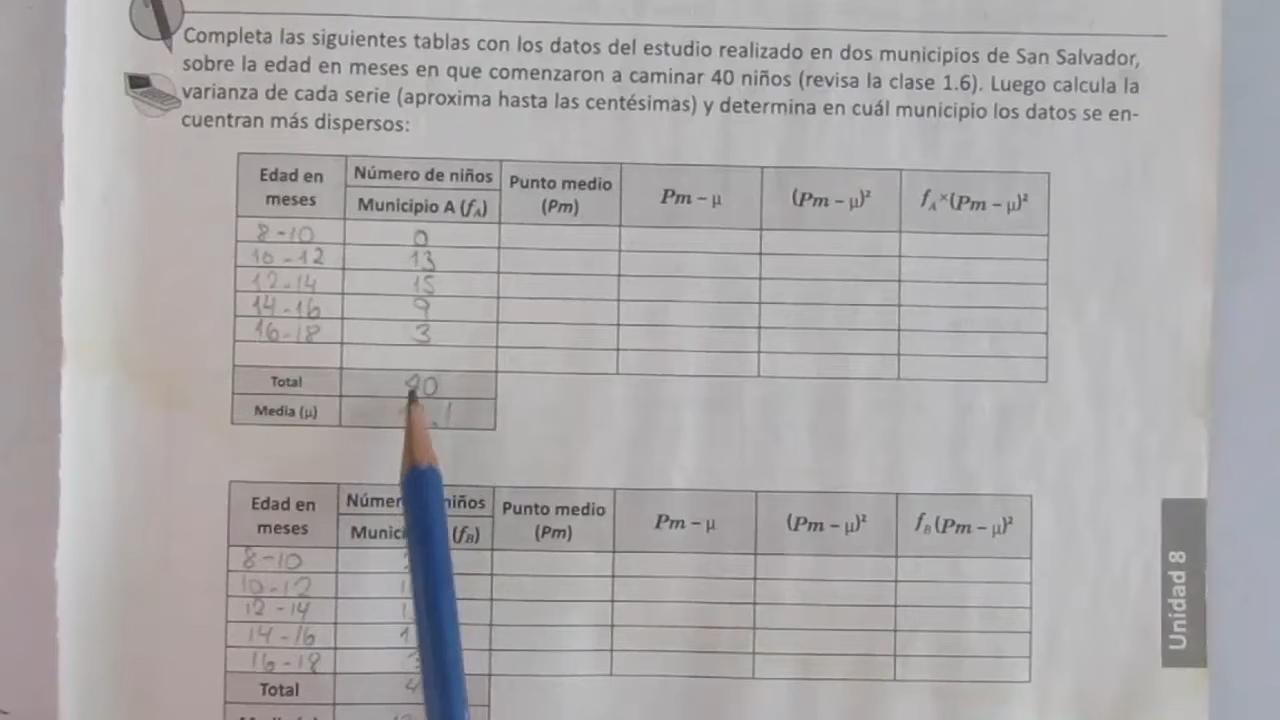 Completa las siguientes tablas con los datos del estudio realizado en dos municipios de San Salvador,
sobre la edad en meses en que comenzaron a caminar 40 niños (revisa la clase 1.6). Luego calcula la
varianza de cada serie (aproxima hasta las centésimas) y determina en cuál municipio los datos se en-
cuentran más dispersos:
Edad en meses | Número de niños Municipio A (f_A) | Punto medio (Pm) | Pm – μ | (Pm – μ)² | f_A×(Pm – μ)²
8-10 0
10-12 13
12-14 15
14-16 9
16-18 3
Total 40
Media (μ)
Edad en meses | (f_B) | Punto medio (Pm) | Pm – μ | (Pm – μ)² | f_B(Pm – μ)²
8-10
10-12
12-14
14-16
16-18
Total
Unidad 8